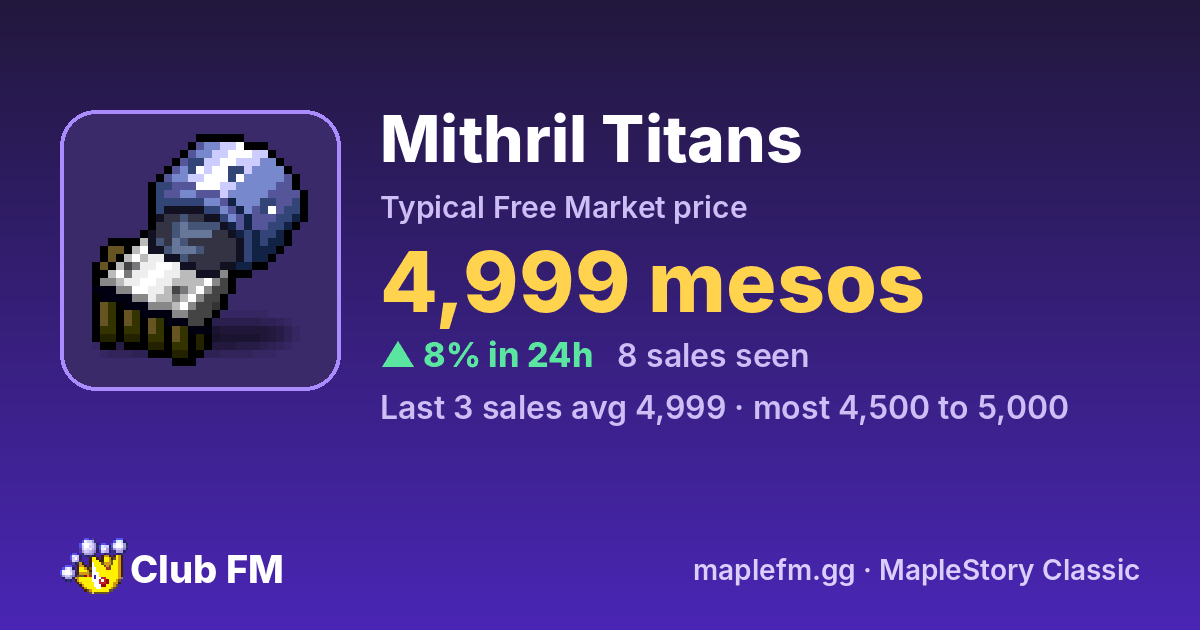 Mithril Titans
Typical Free Market price
4,999 mesos
▲ 8% in 24h 8 sales seen
Last 3 sales avg 4,999 · most 4,500 to 5,000
Club FM
maplefm.gg · MapleStory Classic